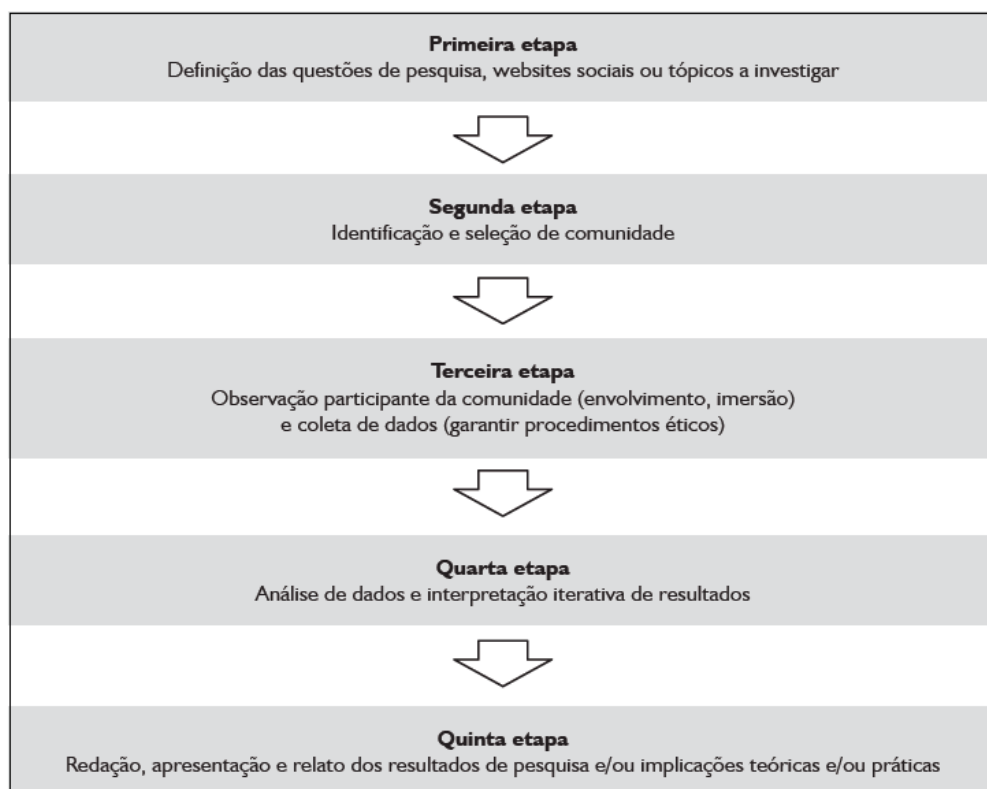 Primeira etapa
Definição das questões de pesquisa, websites sociais ou tópicos a investigar
Segunda etapa
Identificação e seleção de comunidade
Terceira etapa
Observação participante da comunidade (envolvimento, imersão)
e coleta de dados (garantir procedimentos éticos)
Quarta etapa
Análise de dados e interpretação iterativa de resultados
Quinta etapa
Redação, apresentação e relato dos resultados de pesquisa e/ou implicações teóricas e/ou práticas